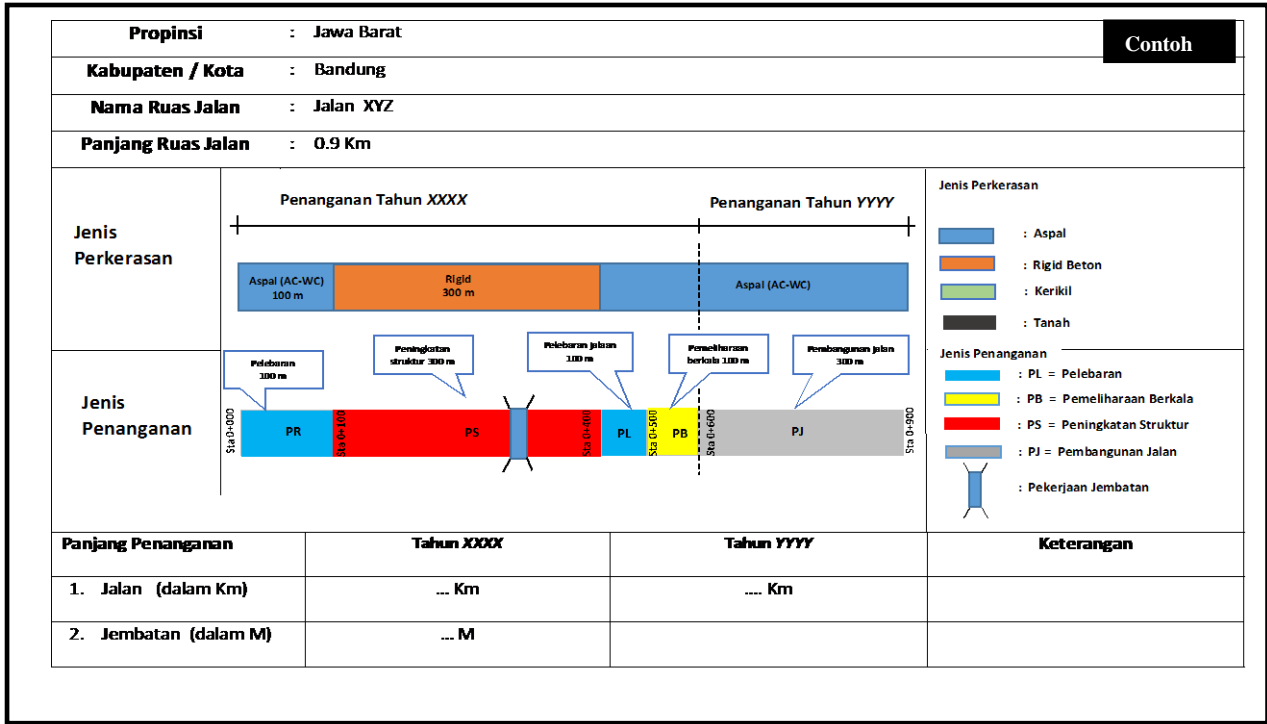 Propinsi : Jawa Barat
Contoh
Kabupaten / Kota : Bandung
Nama Ruas Jalan : Jalan XYZ
Panjang Ruas Jalan : 0.9 Km
Jenis
Perkerasan
Penanganan Tahun XXXX
Penanganan Tahun YYYY
Aspal (AC-WC)
100 m
Rigid
300 m
Aspal (AC-WC)
Jenis Perkarasan
: Aspal
: Rigid Beton
: Kerikil
: Tanah
Jenis
Penanganan
Pelebaran
100 m
Peningkatan
struktur 300 m
Pelebaran jalaan
100 m
Pemeliharaan
berkala 100 m
Pembangunan jalan
300 m
Sta 0+000
PR
Sta 0+100
PS
Sta 0+400
PL
Sta 0+500
PB
Sta 0+600
PJ
Sta 0+900
Jenis Penanganan
: PL = Pelebaran
: PB = Pemeliharaan Berkala
: PS = Peningkatan Struktur
: PJ = Pembangunan Jalan
: Pekerjaan Jembatan
Panjang Penanganan Tahun XXXX Tahun YYYY Keterangan
1. Jalan (dalam Km) ... Km .... Km
2. Jembatan (dalam M) ... M